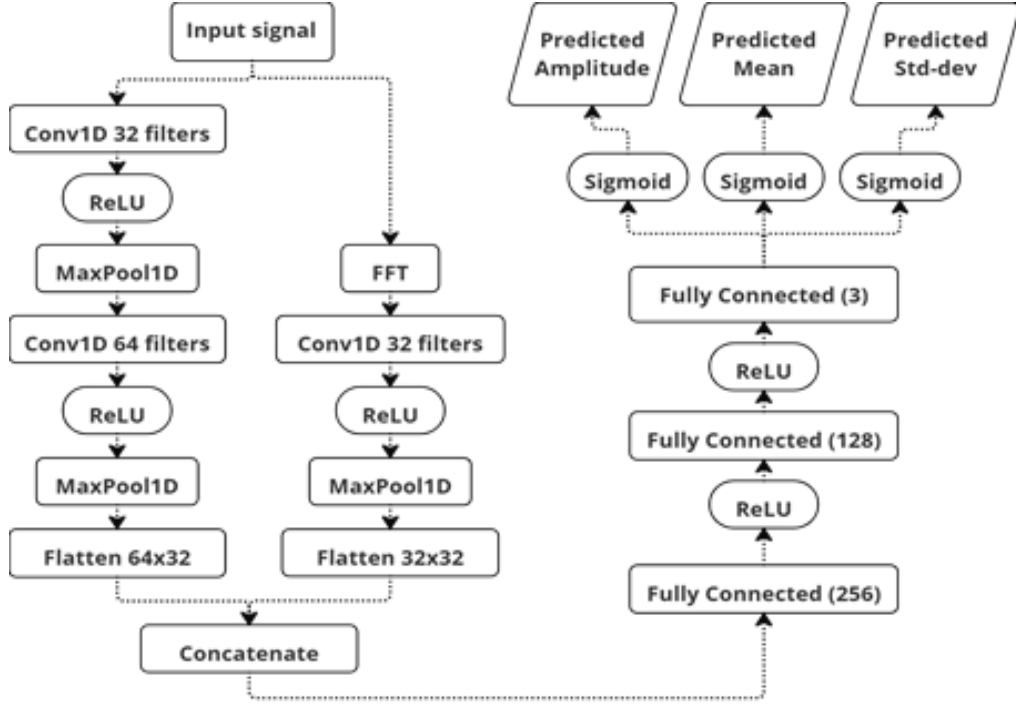 Input signal
Conv1D 32 filters
ReLU
MaxPool1D
Conv1D 64 filters
ReLU
MaxPool1D
Flatten 64x32
FFT
Conv1D 32 filters
ReLU
MaxPool1D
Flatten 32x32
Concatenate
Fully Connected (256)
ReLU
Fully Connected (128)
ReLU
Fully Connected (3)
Sigmoid
Sigmoid
Sigmoid
Predicted
Amplitude
Predicted
Mean
Predicted
Std-dev